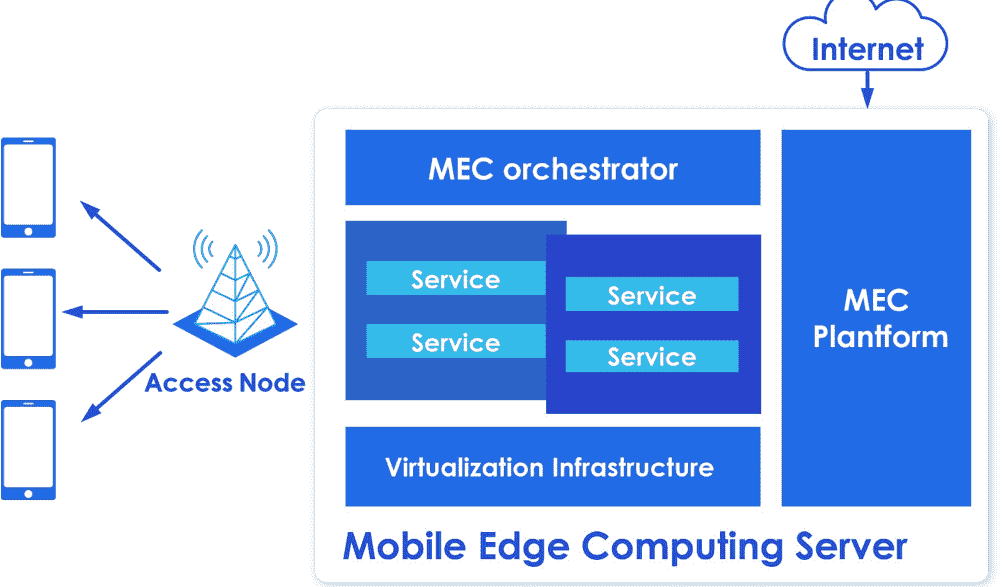 Internet
MEC orchestrator
Service
Service
Service
Service
MEC
Plantform
Access Node
Virtualization Infrastructure
Mobile Edge Computing Server